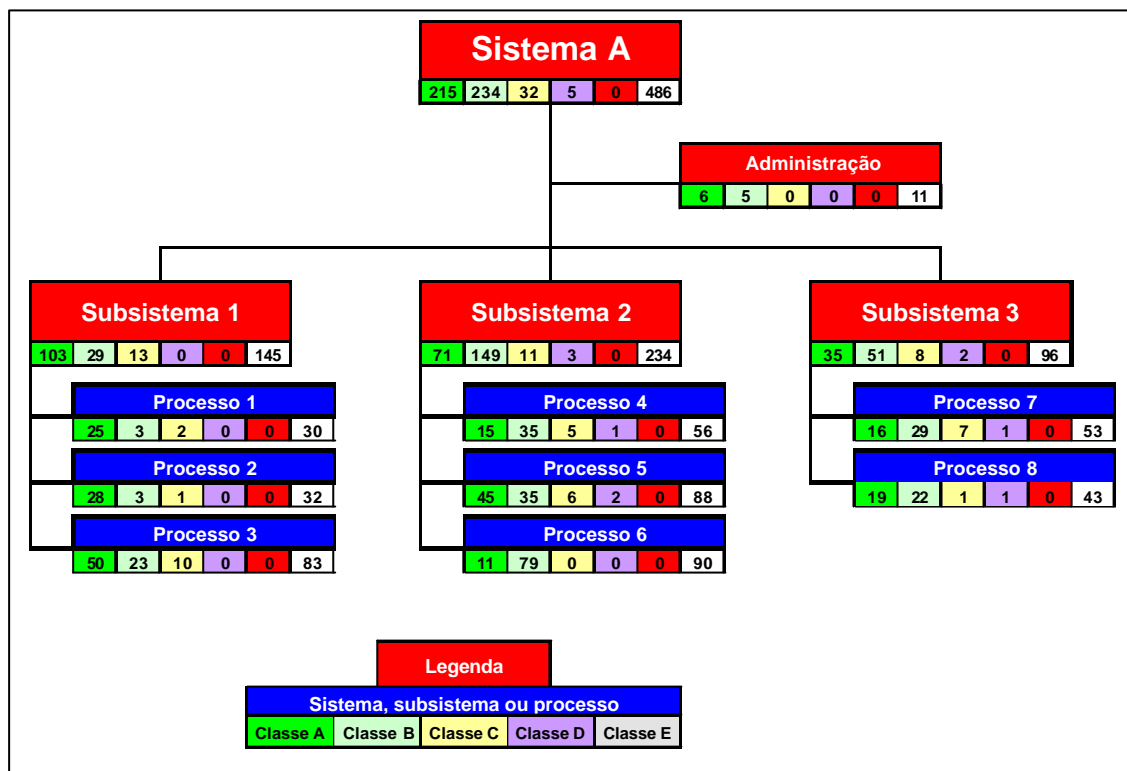 Sistema A
215 234 32 5 0 486
Administração
6 5 0 0 0 11
Subsistema 1
103 29 13 0 0 145
Processo 1
25 3 2 0 0 30
Processo 2
28 3 1 0 0 32
Processo 3
50 23 10 0 0 83
Subsistema 2
71 149 11 3 0 234
Processo 4
15 35 5 1 0 56
Processo 5
45 35 6 2 0 88
Processo 6
11 79 0 0 0 90
Subsistema 3
35 51 8 2 0 96
Processo 7
16 29 7 1 0 53
Processo 8
19 22 1 1 0 43
Legenda
Sistema, subsistema ou processo
Classe A Classe B Classe C Classe D Classe E